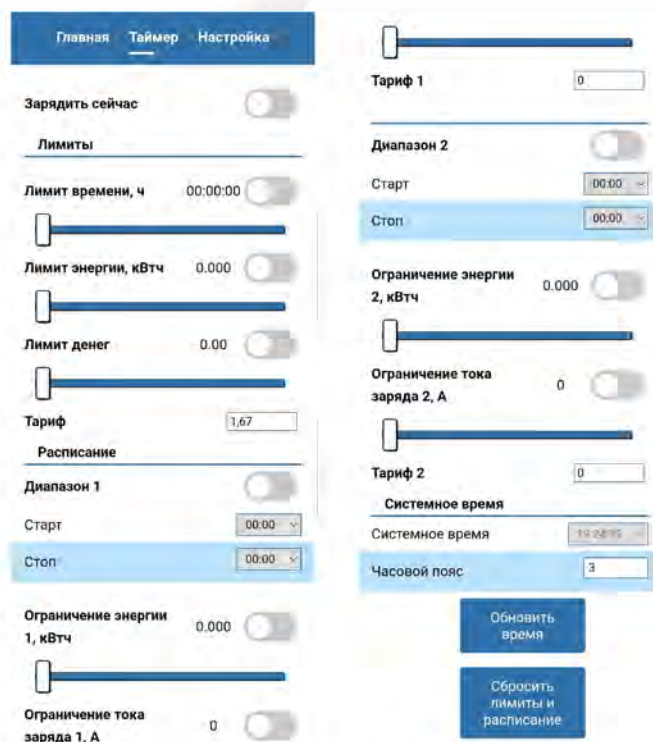 Главная Таймер Настройка
Зарядить сейчас
Лимиты
Лимит времени, ч 00:00:00
Лимит энергии, кВтч 0.000
Лимит денег 0.00
Тариф 1,67
Расписание
Диапазон 1
Старт 00:00
Стоп 00:00
Ограничение энергии
1, кВтч 0.000
Ограничение тока
заряда 1, А 0
Тариф 1 0
Диапазон 2
Старт 00:00
Стоп 00:00
Ограничение энергии
2, кВтч 0.000
Ограничение тока
заряда 2, А 0
Тариф 2 0
Системное время
Системное время
Часовой пояс 3
Обновить
время
Сбросить
лимиты и
расписание